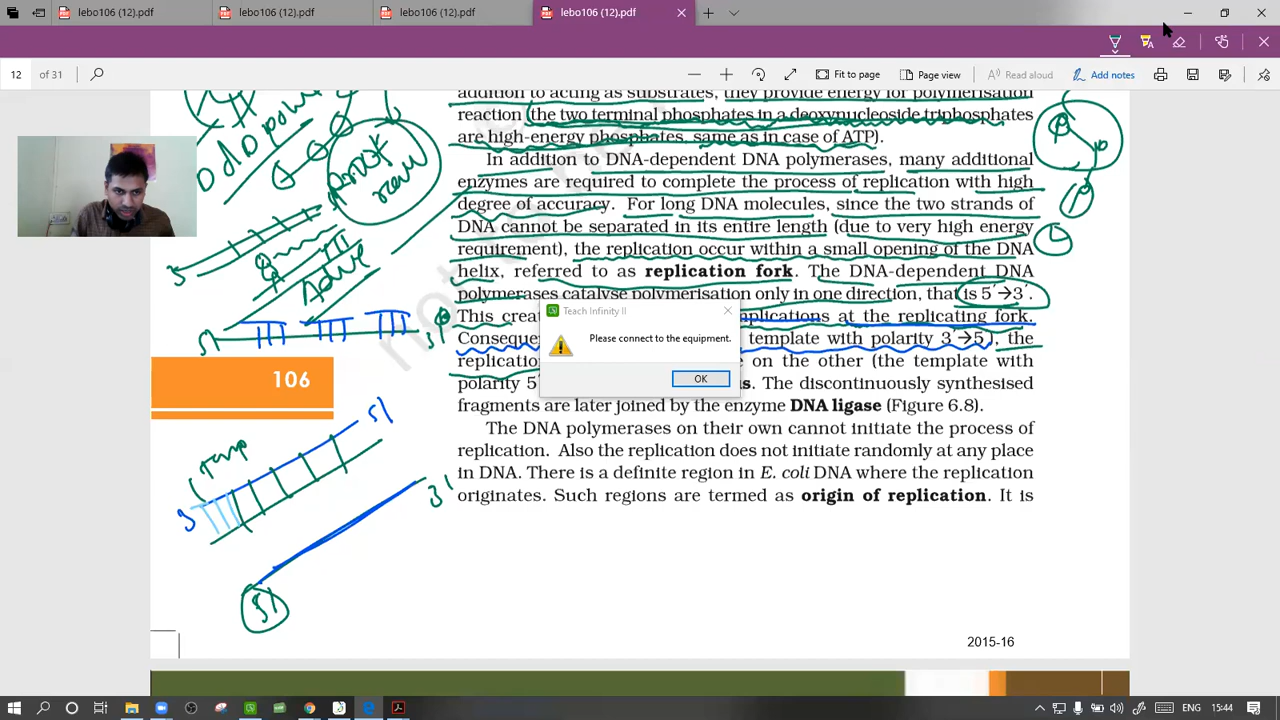 lebo106 (12).pdf
lebo106 (12).pdf
lebo106 (12).pdf
12 of 31
Fit to page
Page view
Read aloud
Add notes
addition to acting as substrates, they provide energy for polymerisation
reaction (the two terminal phosphates in a deoxynucleoside triphosphates
are high-energy phosphates, same as in case of ATP).
In addition to DNA-dependent DNA polymerases, many additional
enzymes are required to complete the process of replication with high
degree of accuracy. For long DNA molecules, since the two strands of
DNA cannot be separated in its entire length (due to very high energy
requirement), the replication occur within a small opening of the DNA
helix, referred to as replication fork. The DNA-dependent DNA
polymerases catalyse polymerisation only in one direction, that is 5'→3'.
This at the replicating fork.
template with polarity 3'→5'), the
on the other (the template with
polarity 5' The discontinuously synthesised
fragments are later joined by the enzyme DNA ligase (Figure 6.8).
The DNA polymerases on their own cannot initiate the process of
replication. Also the replication does not initiate randomly at any place
in DNA. There is a definite region in E. coli DNA where the replication
originates. Such regions are termed as origin of replication. It is
Teach Infinity II
Please connect to the equipment.
OK
106
Temp
5'
3'
5'
2015-16
ENG
15:44